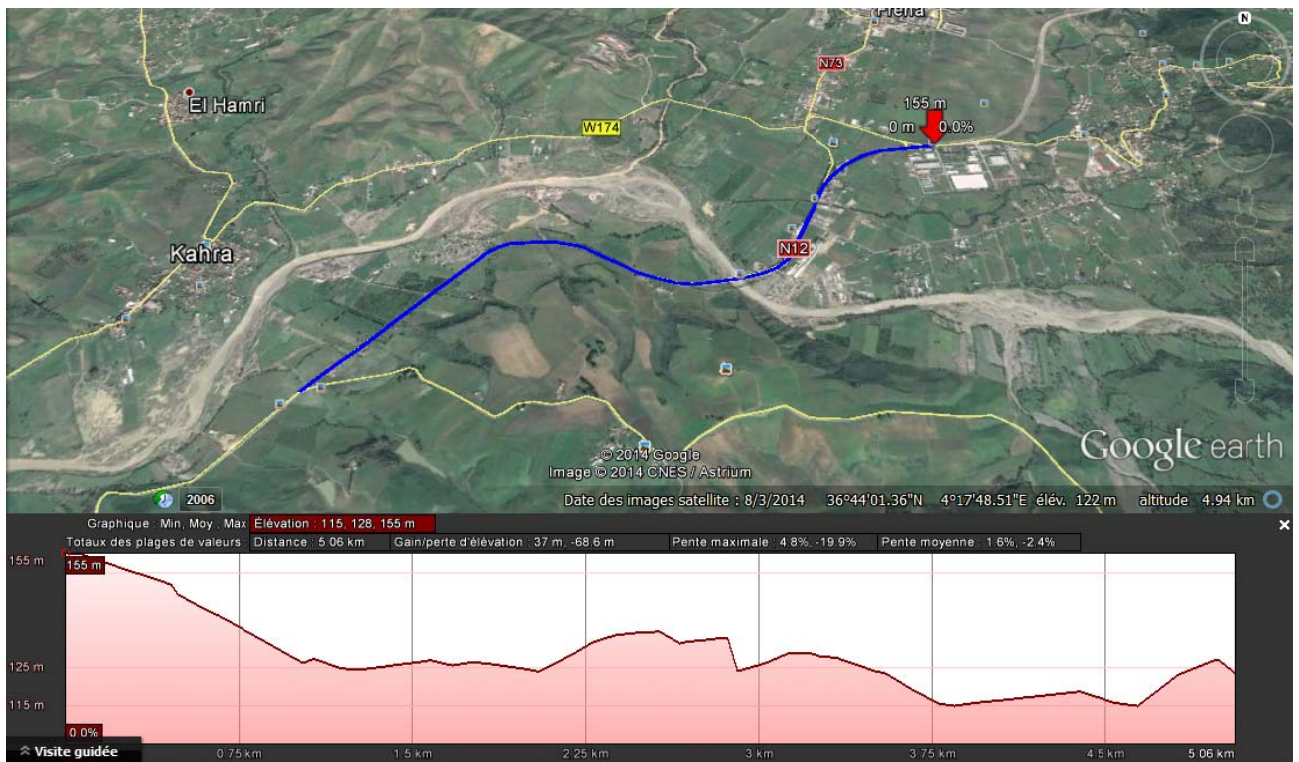 Freha
N73
El Hamri
155 m
0 m 0.0%
W174
Kahra
N12
© 2014 Google
Image © 2014 CNES / Astrium
Google earth
2006
Date des images satellite : 8/3/2014 36°44'01.36"N 4°17'48.51"E élév. 122 m altitude 4.94 km
Graphique : Min, Moy , Max Élévation : 115, 128, 155 m
Totaux des plages de valeurs : Distance : 5.06 km Gain/perte d'élévation : 37 m, -68.6 m Pente maximale : 4.8%, -19.9% Pente moyenne : 1.6%, -2.4%
155 m 155 m
125 m
115 m
0.0%
Visite guidée 0.75 km 1.5 km 2.25 km 3 km 3.75 km 4.5 km 5.06 km
N